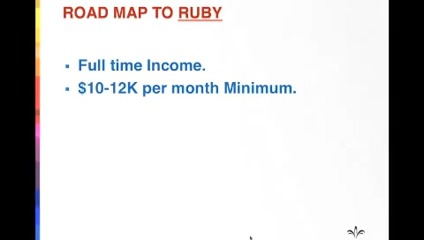 ROAD MAP TO RUBY
Full time Income.
$10-12K per month Minimum.